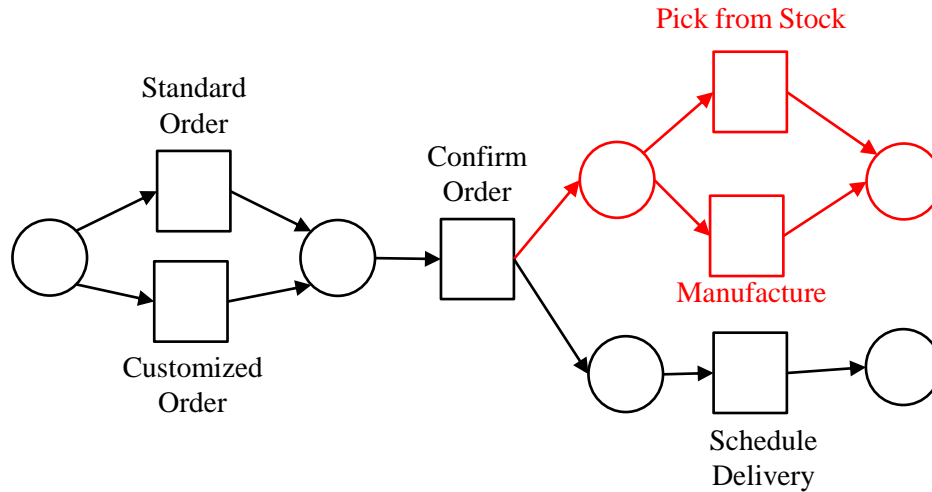 Pick from Stock
Standard
Order
Confirm
Order
Manufacture
Customized
Order
Schedule
Delivery